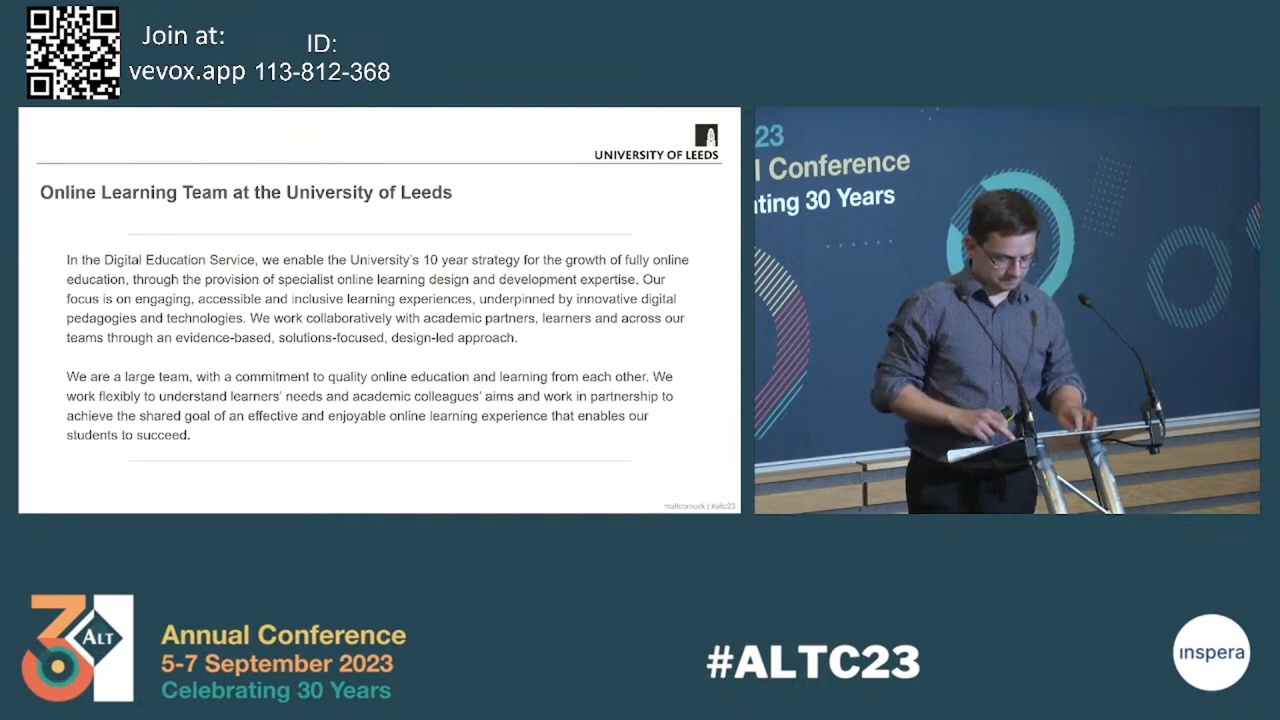 Join at:
ID:
vevox.app 113-812-368
UNIVERSITY OF LEEDS
Online Learning Team at the University of Leeds
In the Digital Education Service, we enable the University's 10 year strategy for the growth of fully online
education, through the provision of specialist online learning design and development expertise. Our
focus is on engaging, accessible and inclusive learning experiences, underpinned by innovative digital
pedagogies and technologies. We work collaboratively with academic partners, learners and across our
teams through an evidence-based, solutions-focused, design-led approach.
We are a large team, with a commitment to quality online education and learning from each other. We
work flexibly to understand learners' needs and academic colleagues' aims and work in partnership to
achieve the shared goal of an effective and enjoyable online learning experience that enables our
students to succeed.
mattcornock | #altc23
23
l Conference
ting 30 Years
ALT
Annual Conference
5-7 September 2023
Celebrating 30 Years
#ALTC23
inspera